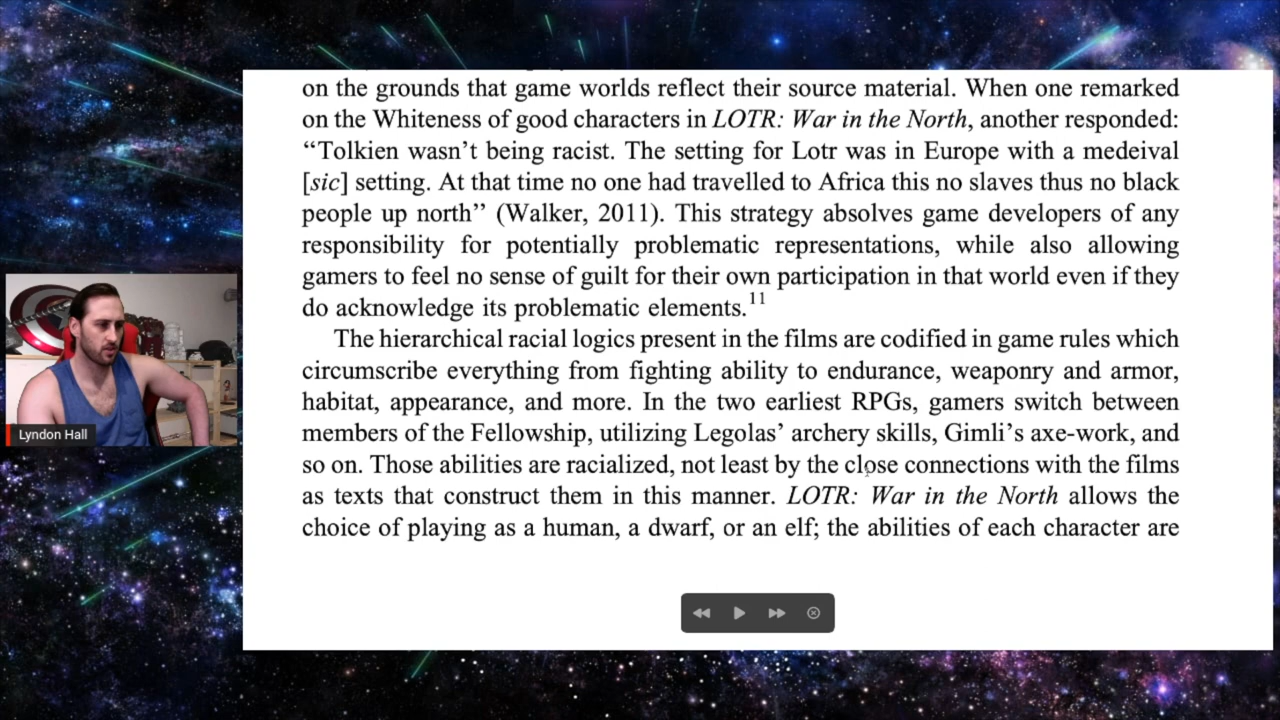 on the grounds that game worlds reflect their source material. When one remarked
on the Whiteness of good characters in LOTR: War in the North, another responded:
“Tolkien wasn’t being racist. The setting for Lotr was in Europe with a medeival
[sic] setting. At that time no one had travelled to Africa this no slaves thus no black
people up north” (Walker, 2011). This strategy absolves game developers of any
responsibility for potentially problematic representations, while also allowing
gamers to feel no sense of guilt for their own participation in that world even if they
do acknowledge its problematic elements.11
The hierarchical racial logics present in the films are codified in game rules which
circumscribe everything from fighting ability to endurance, weaponry and armor,
habitat, appearance, and more. In the two earliest RPGs, gamers switch between
members of the Fellowship, utilizing Legolas’ archery skills, Gimli’s axe-work, and
so on. Those abilities are racialized, not least by the close connections with the films
as texts that construct them in this manner. LOTR: War in the North allows the
choice of playing as a human, a dwarf, or an elf; the abilities of each character are
Lyndon Hall